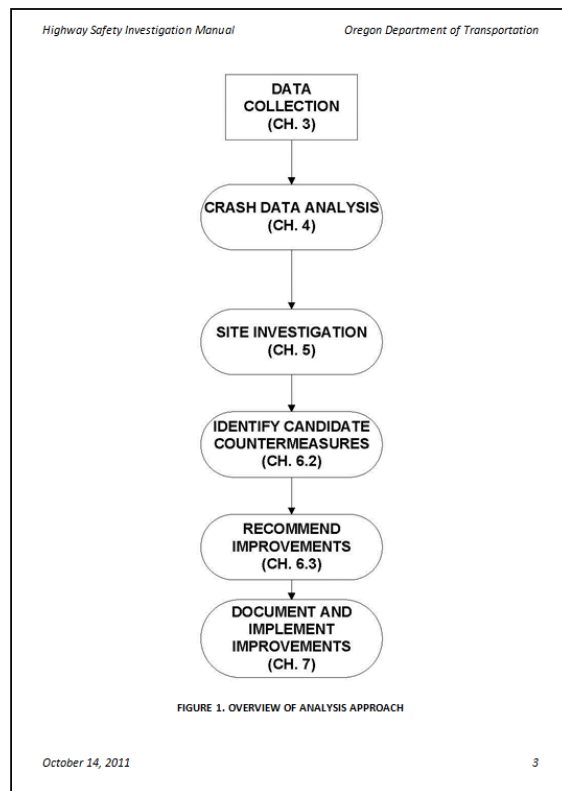 Highway Safety Investigation Manual Oregon Department of Transportation
DATA
COLLECTION
(CH. 3)
CRASH DATA ANALYSIS
(CH. 4)
SITE INVESTIGATION
(CH. 5)
IDENTIFY CANDIDATE
COUNTERMEASURES
(CH. 6.2)
RECOMMEND
IMPROVEMENTS
(CH. 6.3)
DOCUMENT AND
IMPLEMENT
IMPROVEMENTS
(CH. 7)
FIGURE 1. OVERVIEW OF ANALYSIS APPROACH
October 14, 2011 3